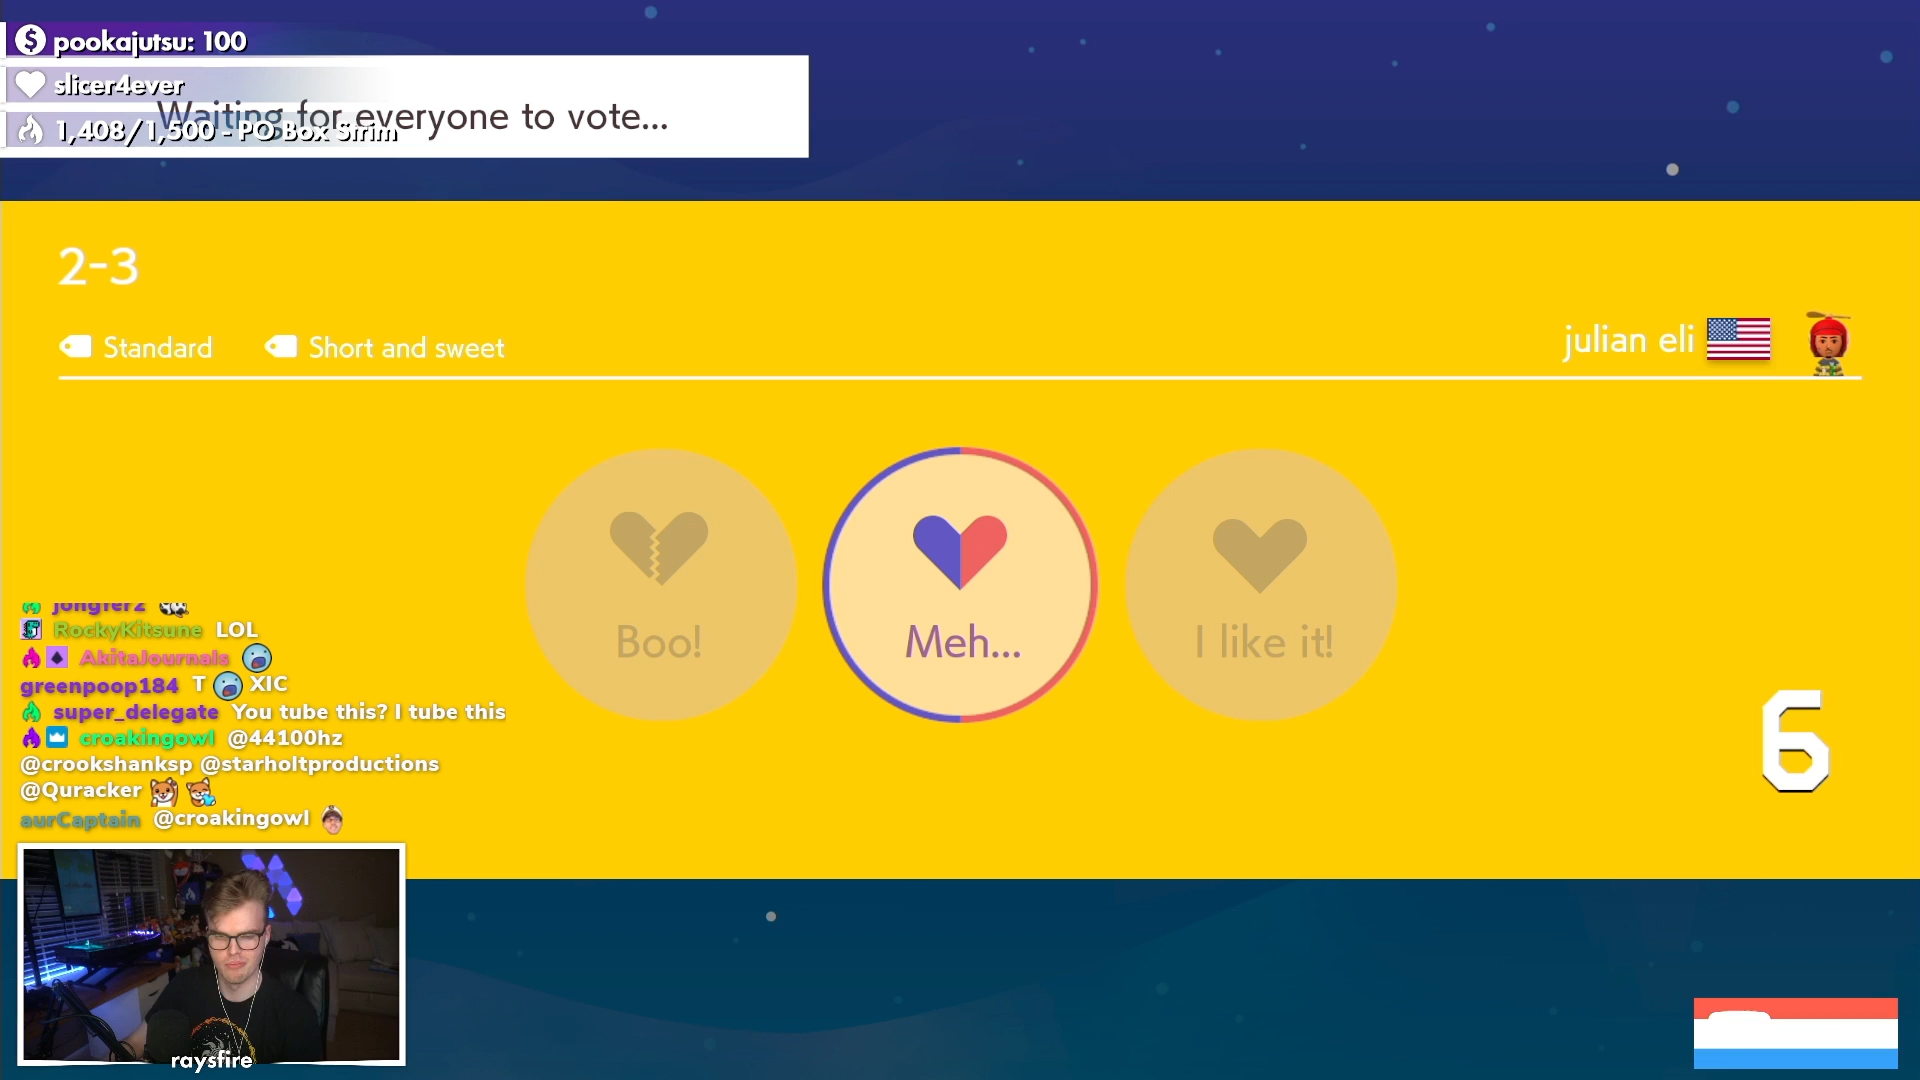 pookajutsu: 100
slicer4ever
Waiting for everyone to vote...
1,408/1,500 - PO Box Strim
2-3
Standard
Short and sweet
julian eli
Boo!
Meh...
I like it!
jongfer2
RockyKitsune LOL
AkitaJournals
greenpoop184 T XIC
super_delegate You tube this? I tube this
croakingowl @44100hz
@crookshanksp @starholtproductions
@Quracker
aurCaptain @croakingowl
6
raysfire